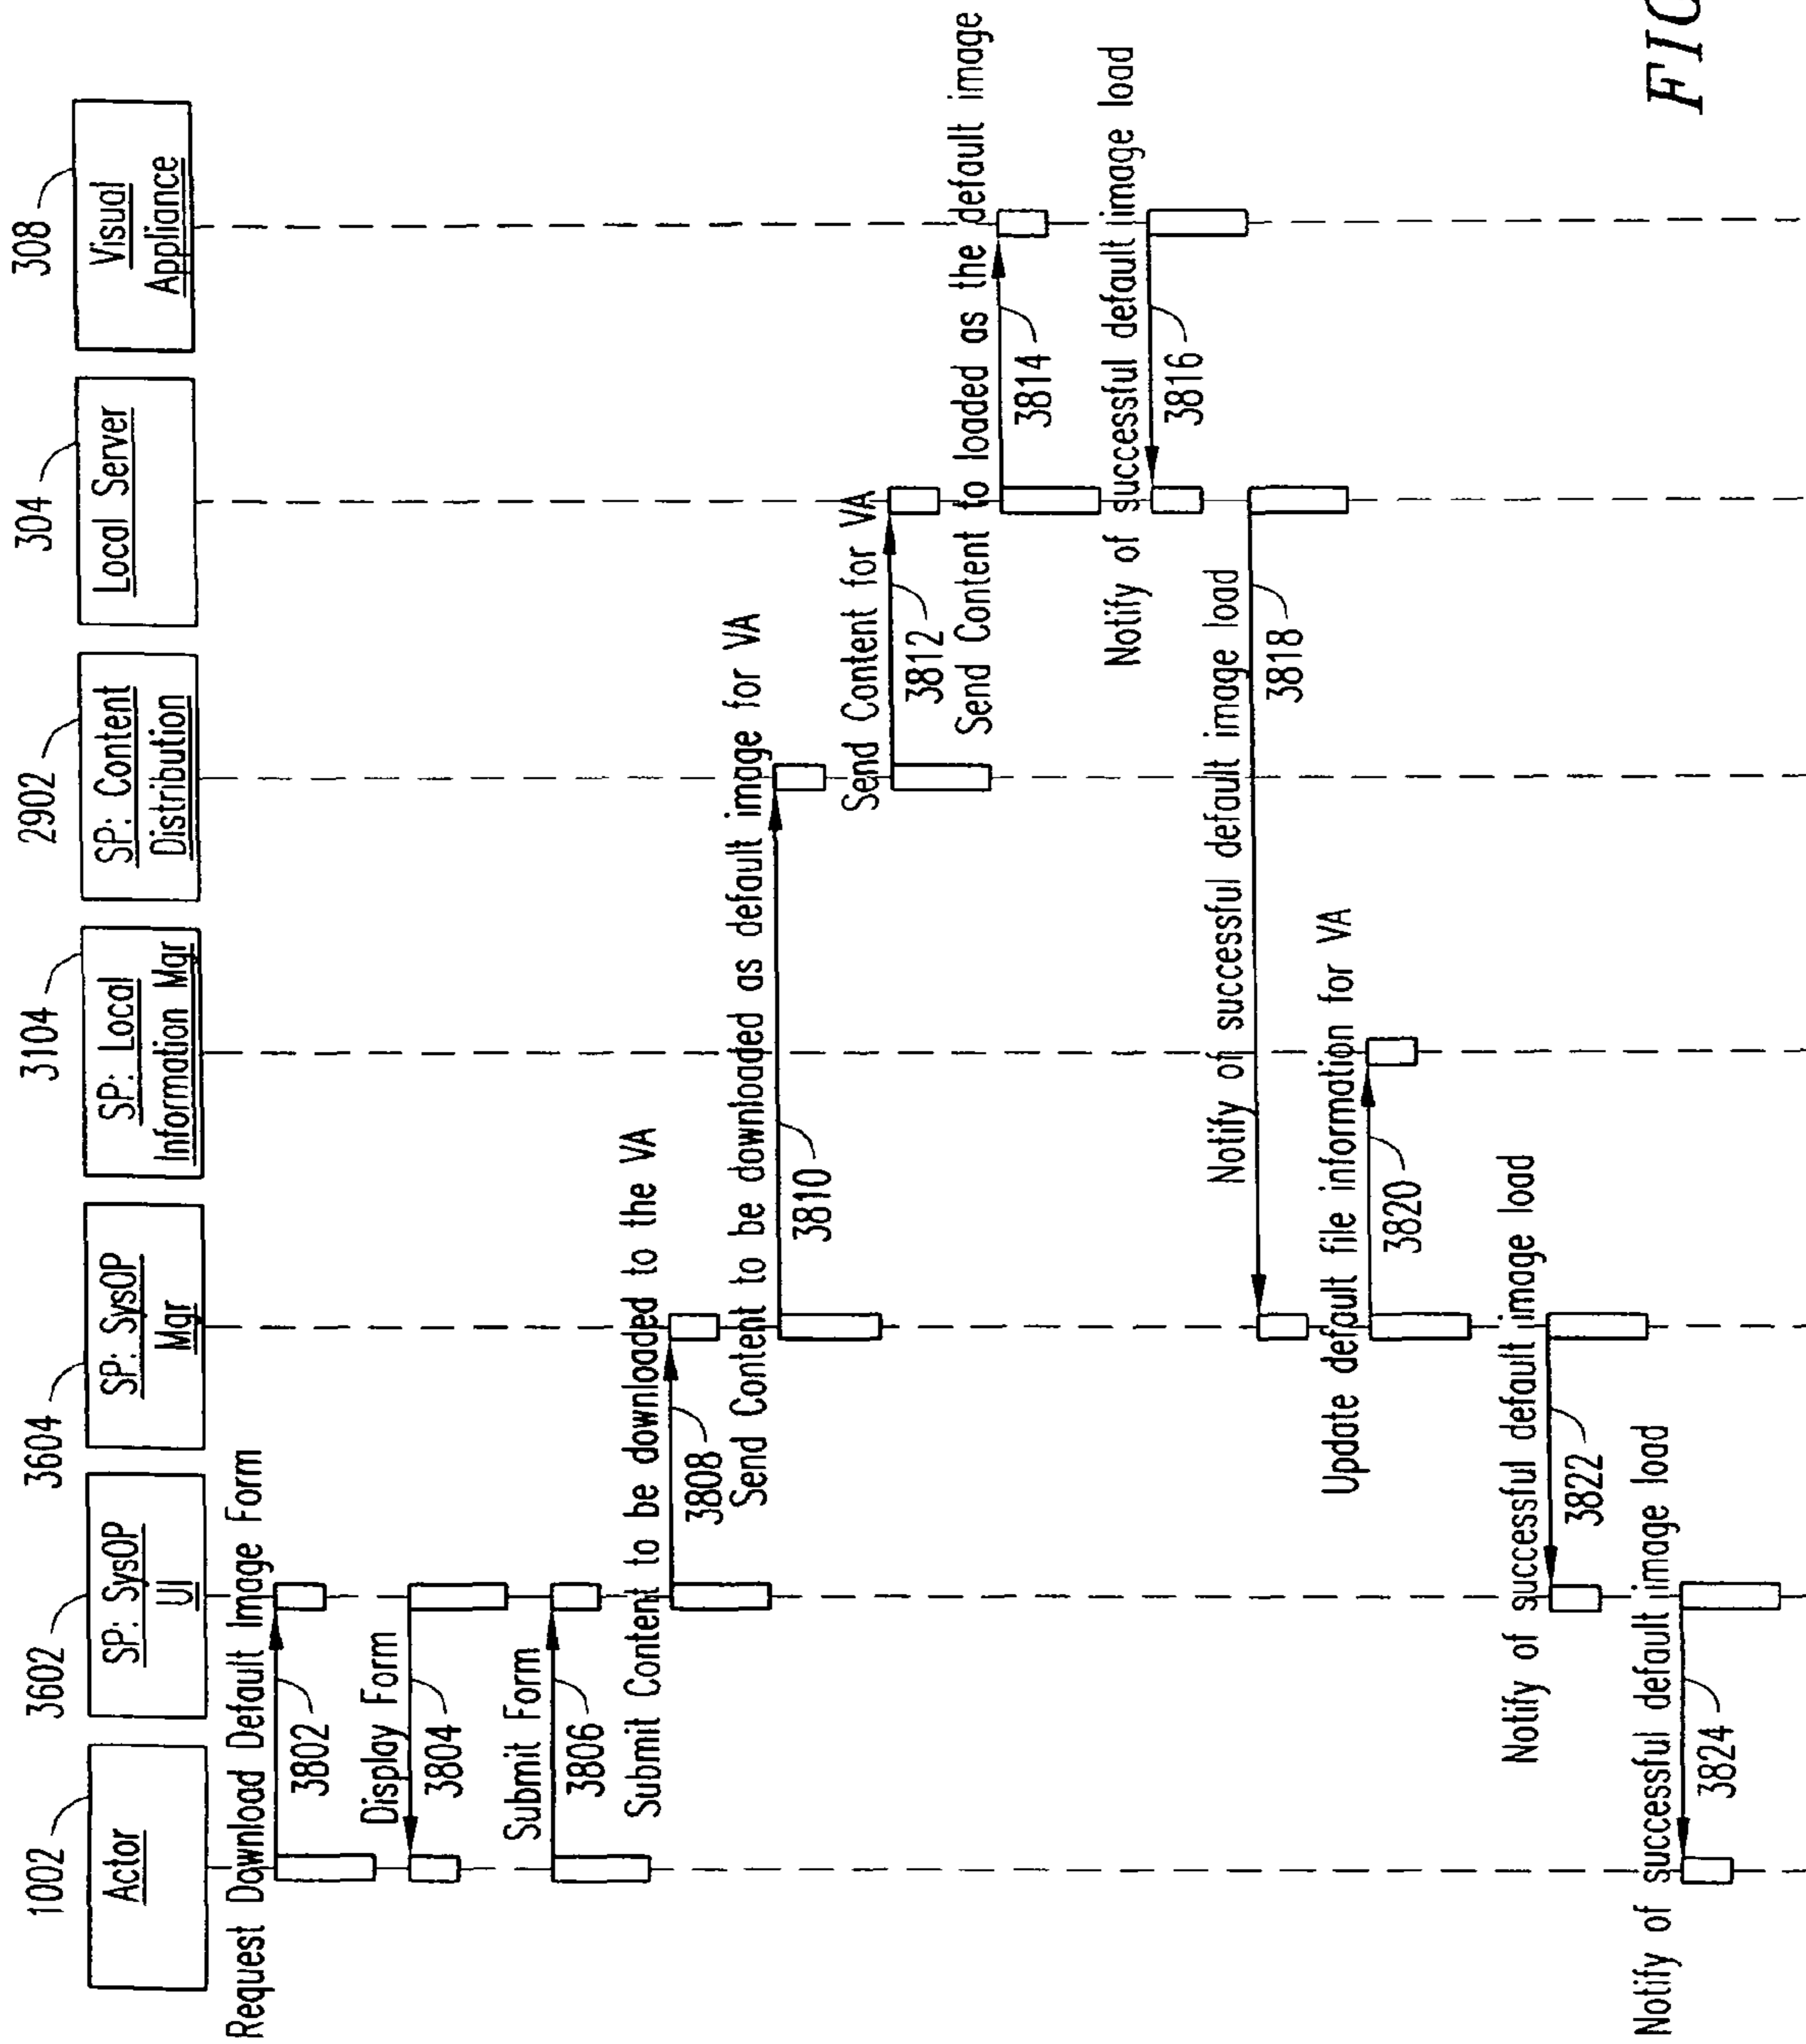 1002
3602
3604
3104
2902
304
308
Actor
SP: SysOP
UI
SP: SysOP
Mgr
SP: Local
Information Mgr
SP: Content
Distribution
Local Server
Visual
Appliance
Request Download Default Image Form
3802
Display Form
3804
Submit Form
3806
Submit Content to be downloaded to the VA
3808
Send Content to be downloaded as default image for VA
3810
Send Content for VA
3812
Send Content to loaded as the default image
3814
Notify of successful default image load
3816
Notify of successful default image load
3818
Update default file information for VA
3820
Notify of successful default image load
3822
Notify of successful default image load
3824